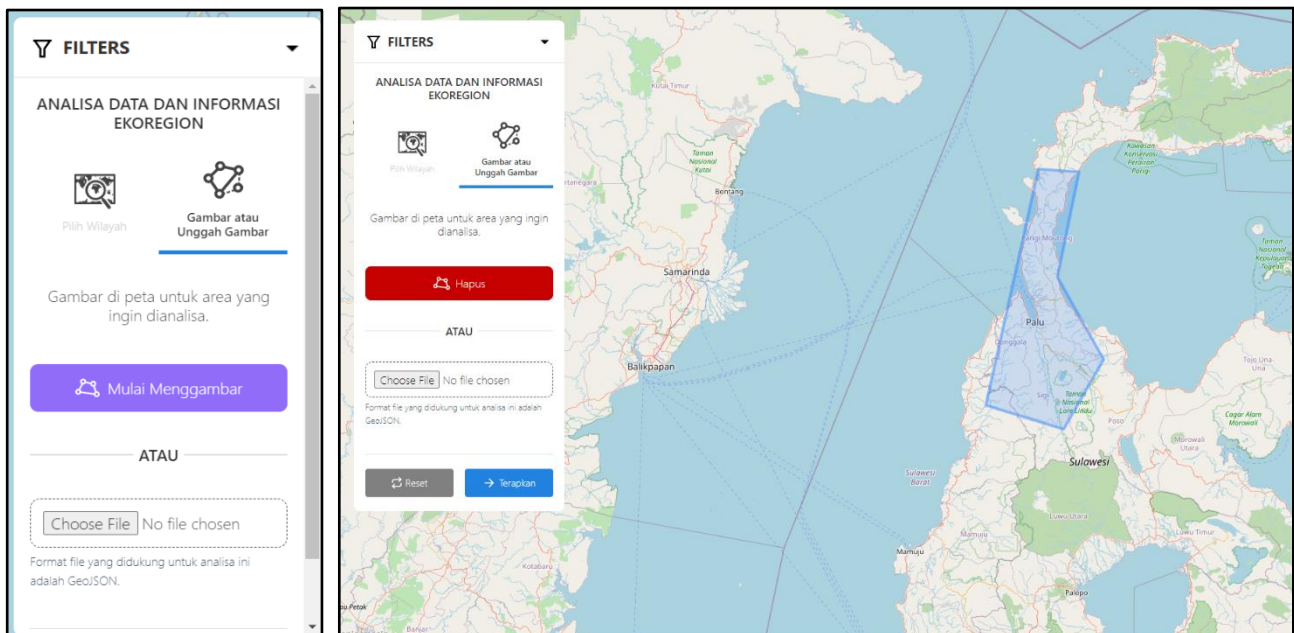 FILTERS
ANALISA DATA DAN INFORMASI
EKOREGION
Pilih Wilayah
Gambar atau
Unggah Gambar
Gambar di peta untuk area yang
ingin dianalisa.
Mulai Menggambar
ATAU
Choose File No file chosen
Format file yang didukung untuk analisa ini
adalah GeoJSON.
FILTERS
ANALISA DATA DAN INFORMASI
EKOREGION
Pilih Wilayah
Gambar atau
Unggah Gambar
Gambar di peta untuk area yang ingin
dianalisa.
Hapus
ATAU
Choose File No file chosen
Format file yang didukung untuk analisa ini adalah
GeoJSON.
Reset
Terapkan
Kutai Timur
Taman
Nasional
Kutai
Bontang
Samarinda
Balikpapan
Kotabaru
Banjar
Kawasan
Konservasi
Perairan
Parigi
Palu
Donggala
Sigi
Taman
Nasional
Lore Lindu
Poso
Taman
Nasional
Kepulauan
Togean
Tojo Una-
Una
Cagar Alam
Morowali
Morowali
Utara
Sulawesi
Sulawesi
Barat
Luwu Utara
Luwu Timur
Mamuju
Mamuju
Palopo